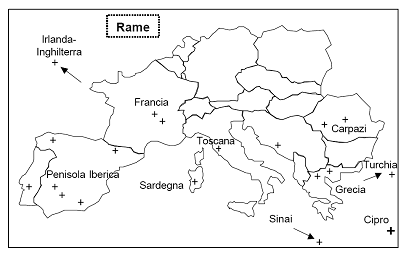 Rame
Irlanda-
Inghilterra
Francia
Carpazi
Toscana
Turchia
Penisola Iberica
Sardegna
Grecia
Sinai
Cipro